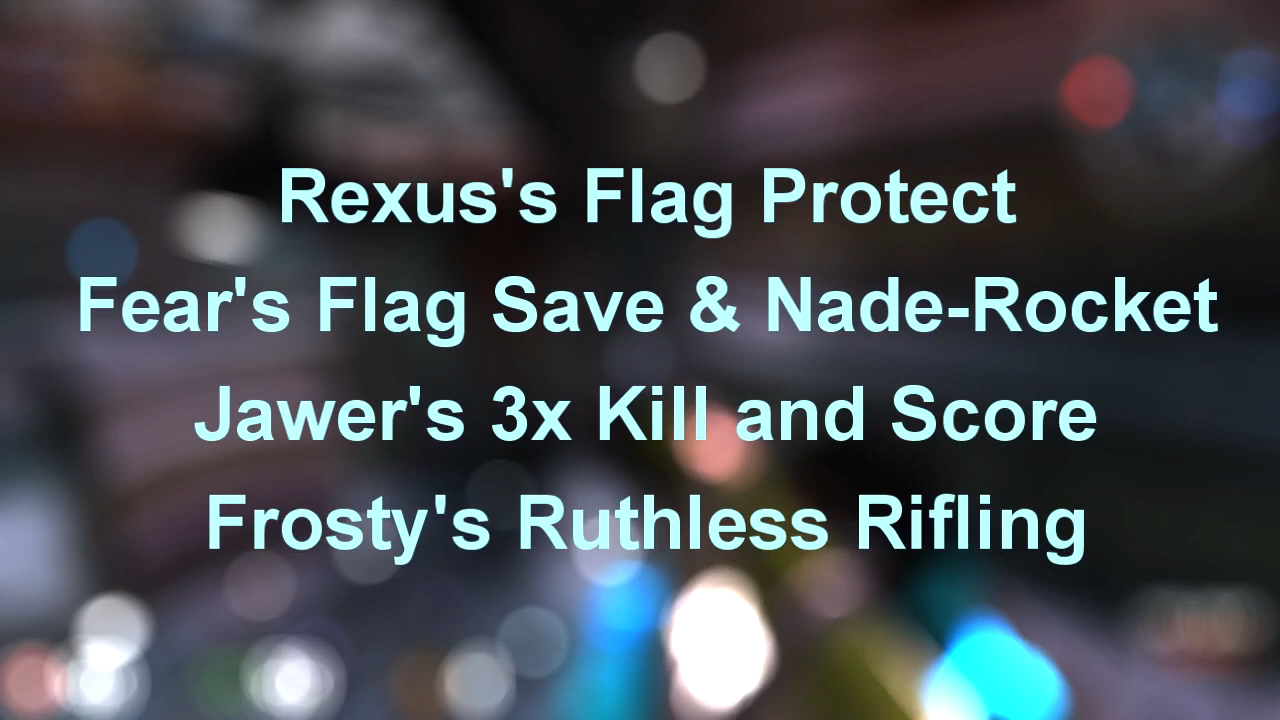 Rexus's Flag Protect
Fear's Flag Save & Nade-Rocket
Jawer's 3x Kill and Score
Frosty's Ruthless Rifling